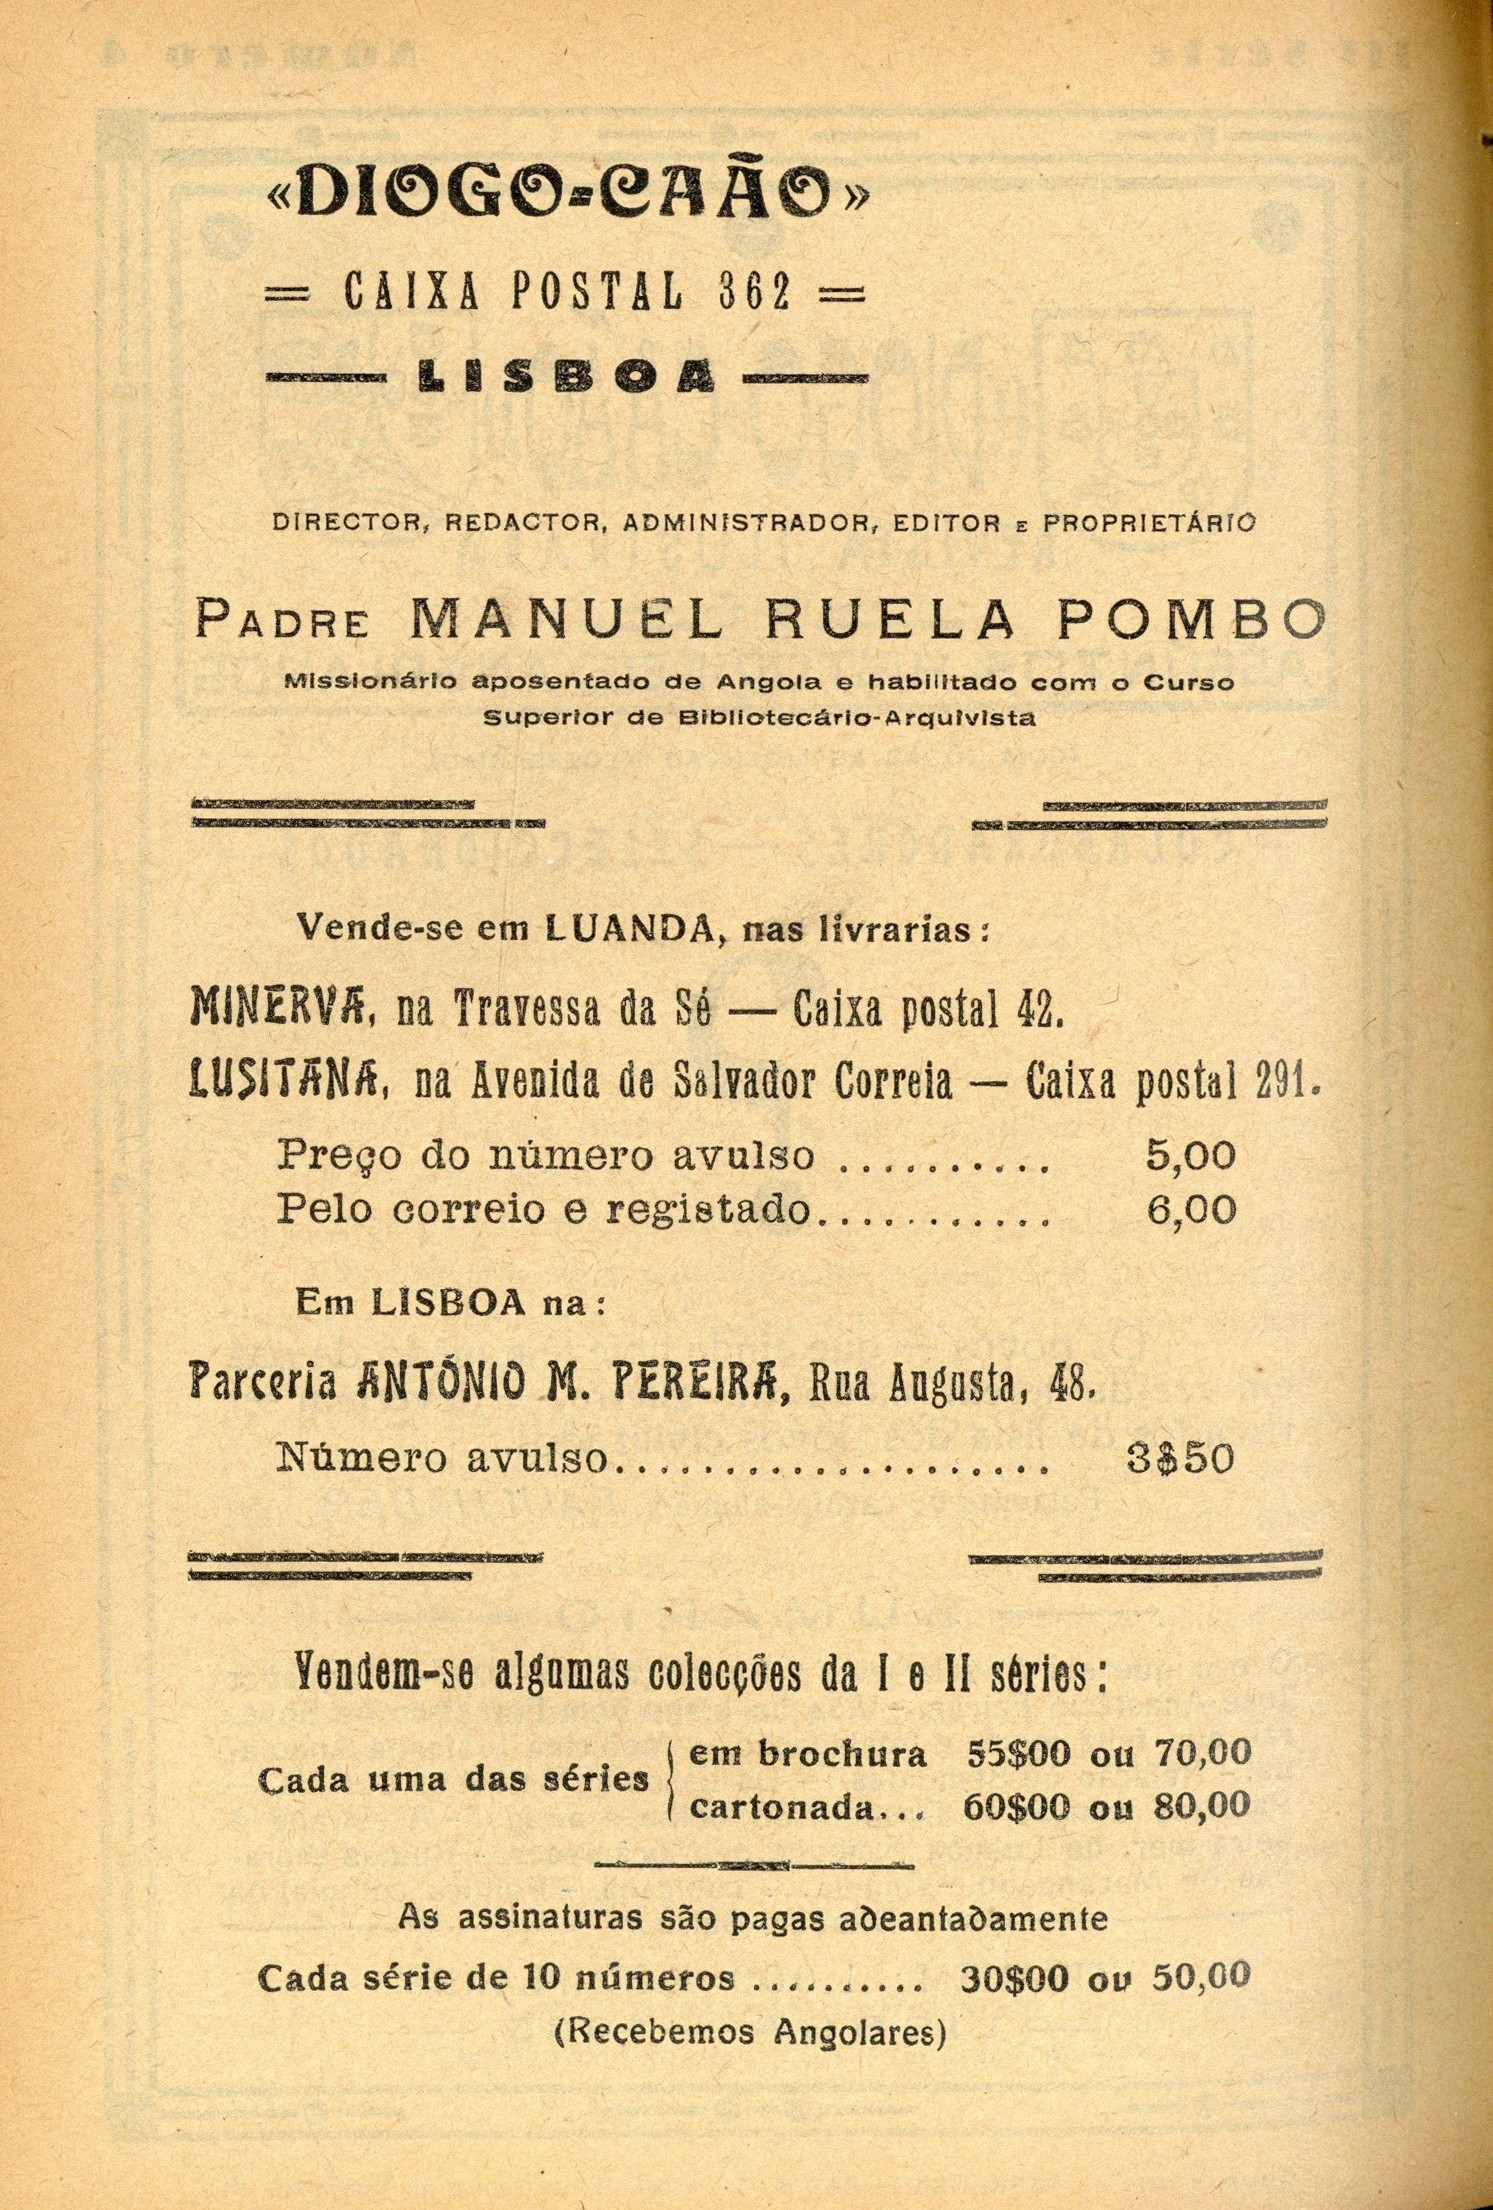 «DIOGO=CAÃO»
= CAIXA POSTAL 362 =
— LISBOA —
DIRECTOR, REDACTOR, ADMINISTRADOR, EDITOR E PROPRIETÁRIO
PADRE MANUEL RUELA POMBO
Missionário aposentado de Angola e habilitado com o Curso
Superior de Bibliotecário-Arquivista
Vende-se em LUANDA, nas livrarias:
MINERVA, na Travessa da Sé — Caixa postal 42.
LUSITANA, na Avenida de Salvador Correia — Caixa postal 291.
Preço do número avulso .......... 5,00
Pelo correio e registado........... 6,00
Em LISBOA na:
Parceria ANTÓNIO M. PEREIRA, Rua Augusta, 48.
Número avulso.................... 3$50
Vendem-se algumas colecções da I e II séries:
Cada uma das séries { em brochura 55$00 ou 70,00
cartonada... 60$00 ou 80,00
As assinaturas são pagas adeantadamente
Cada série de 10 números .......... 30$00 ou 50,00
(Recebemos Angolares)